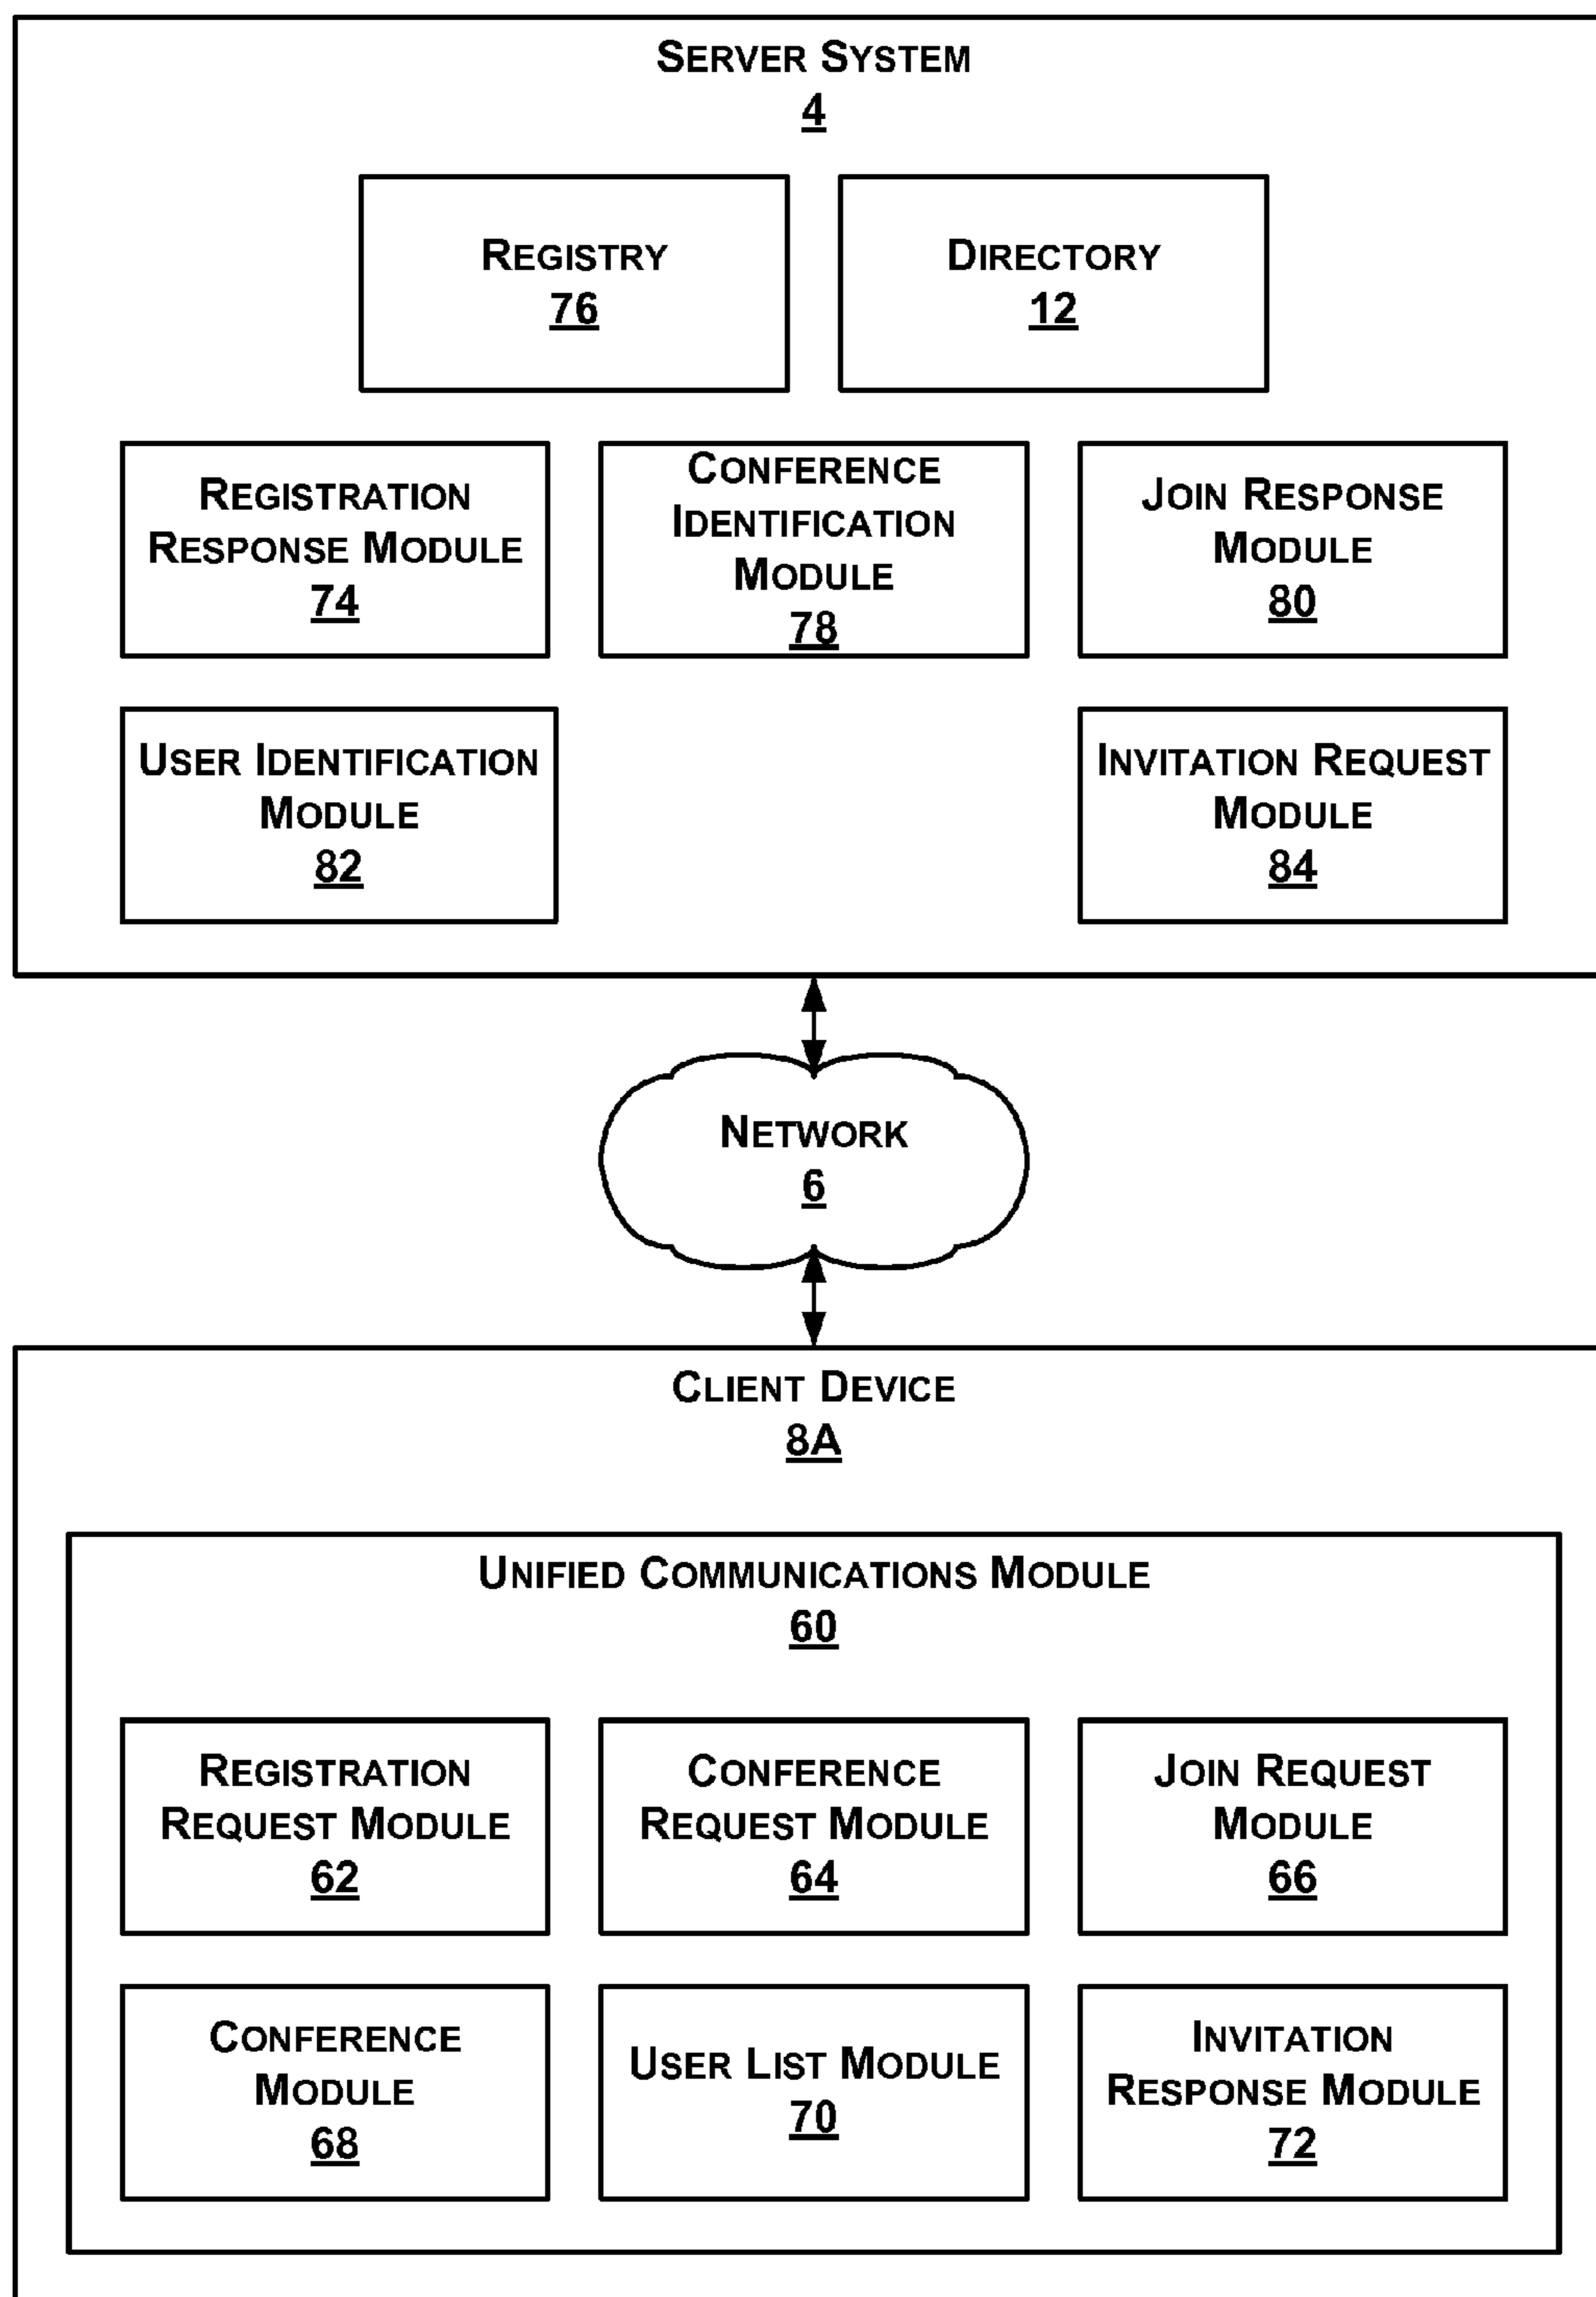 SERVER SYSTEM
4
REGISTRY
76
DIRECTORY
12
REGISTRATION
RESPONSE MODULE
74
CONFERENCE
IDENTIFICATION
MODULE
78
JOIN RESPONSE
MODULE
80
USER IDENTIFICATION
MODULE
82
INVITATION REQUEST
MODULE
84
NETWORK
6
CLIENT DEVICE
8A
UNIFIED COMMUNICATIONS MODULE
60
REGISTRATION
REQUEST MODULE
62
CONFERENCE
REQUEST MODULE
64
JOIN REQUEST
MODULE
66
CONFERENCE
MODULE
68
USER LIST MODULE
70
INVITATION
RESPONSE MODULE
72